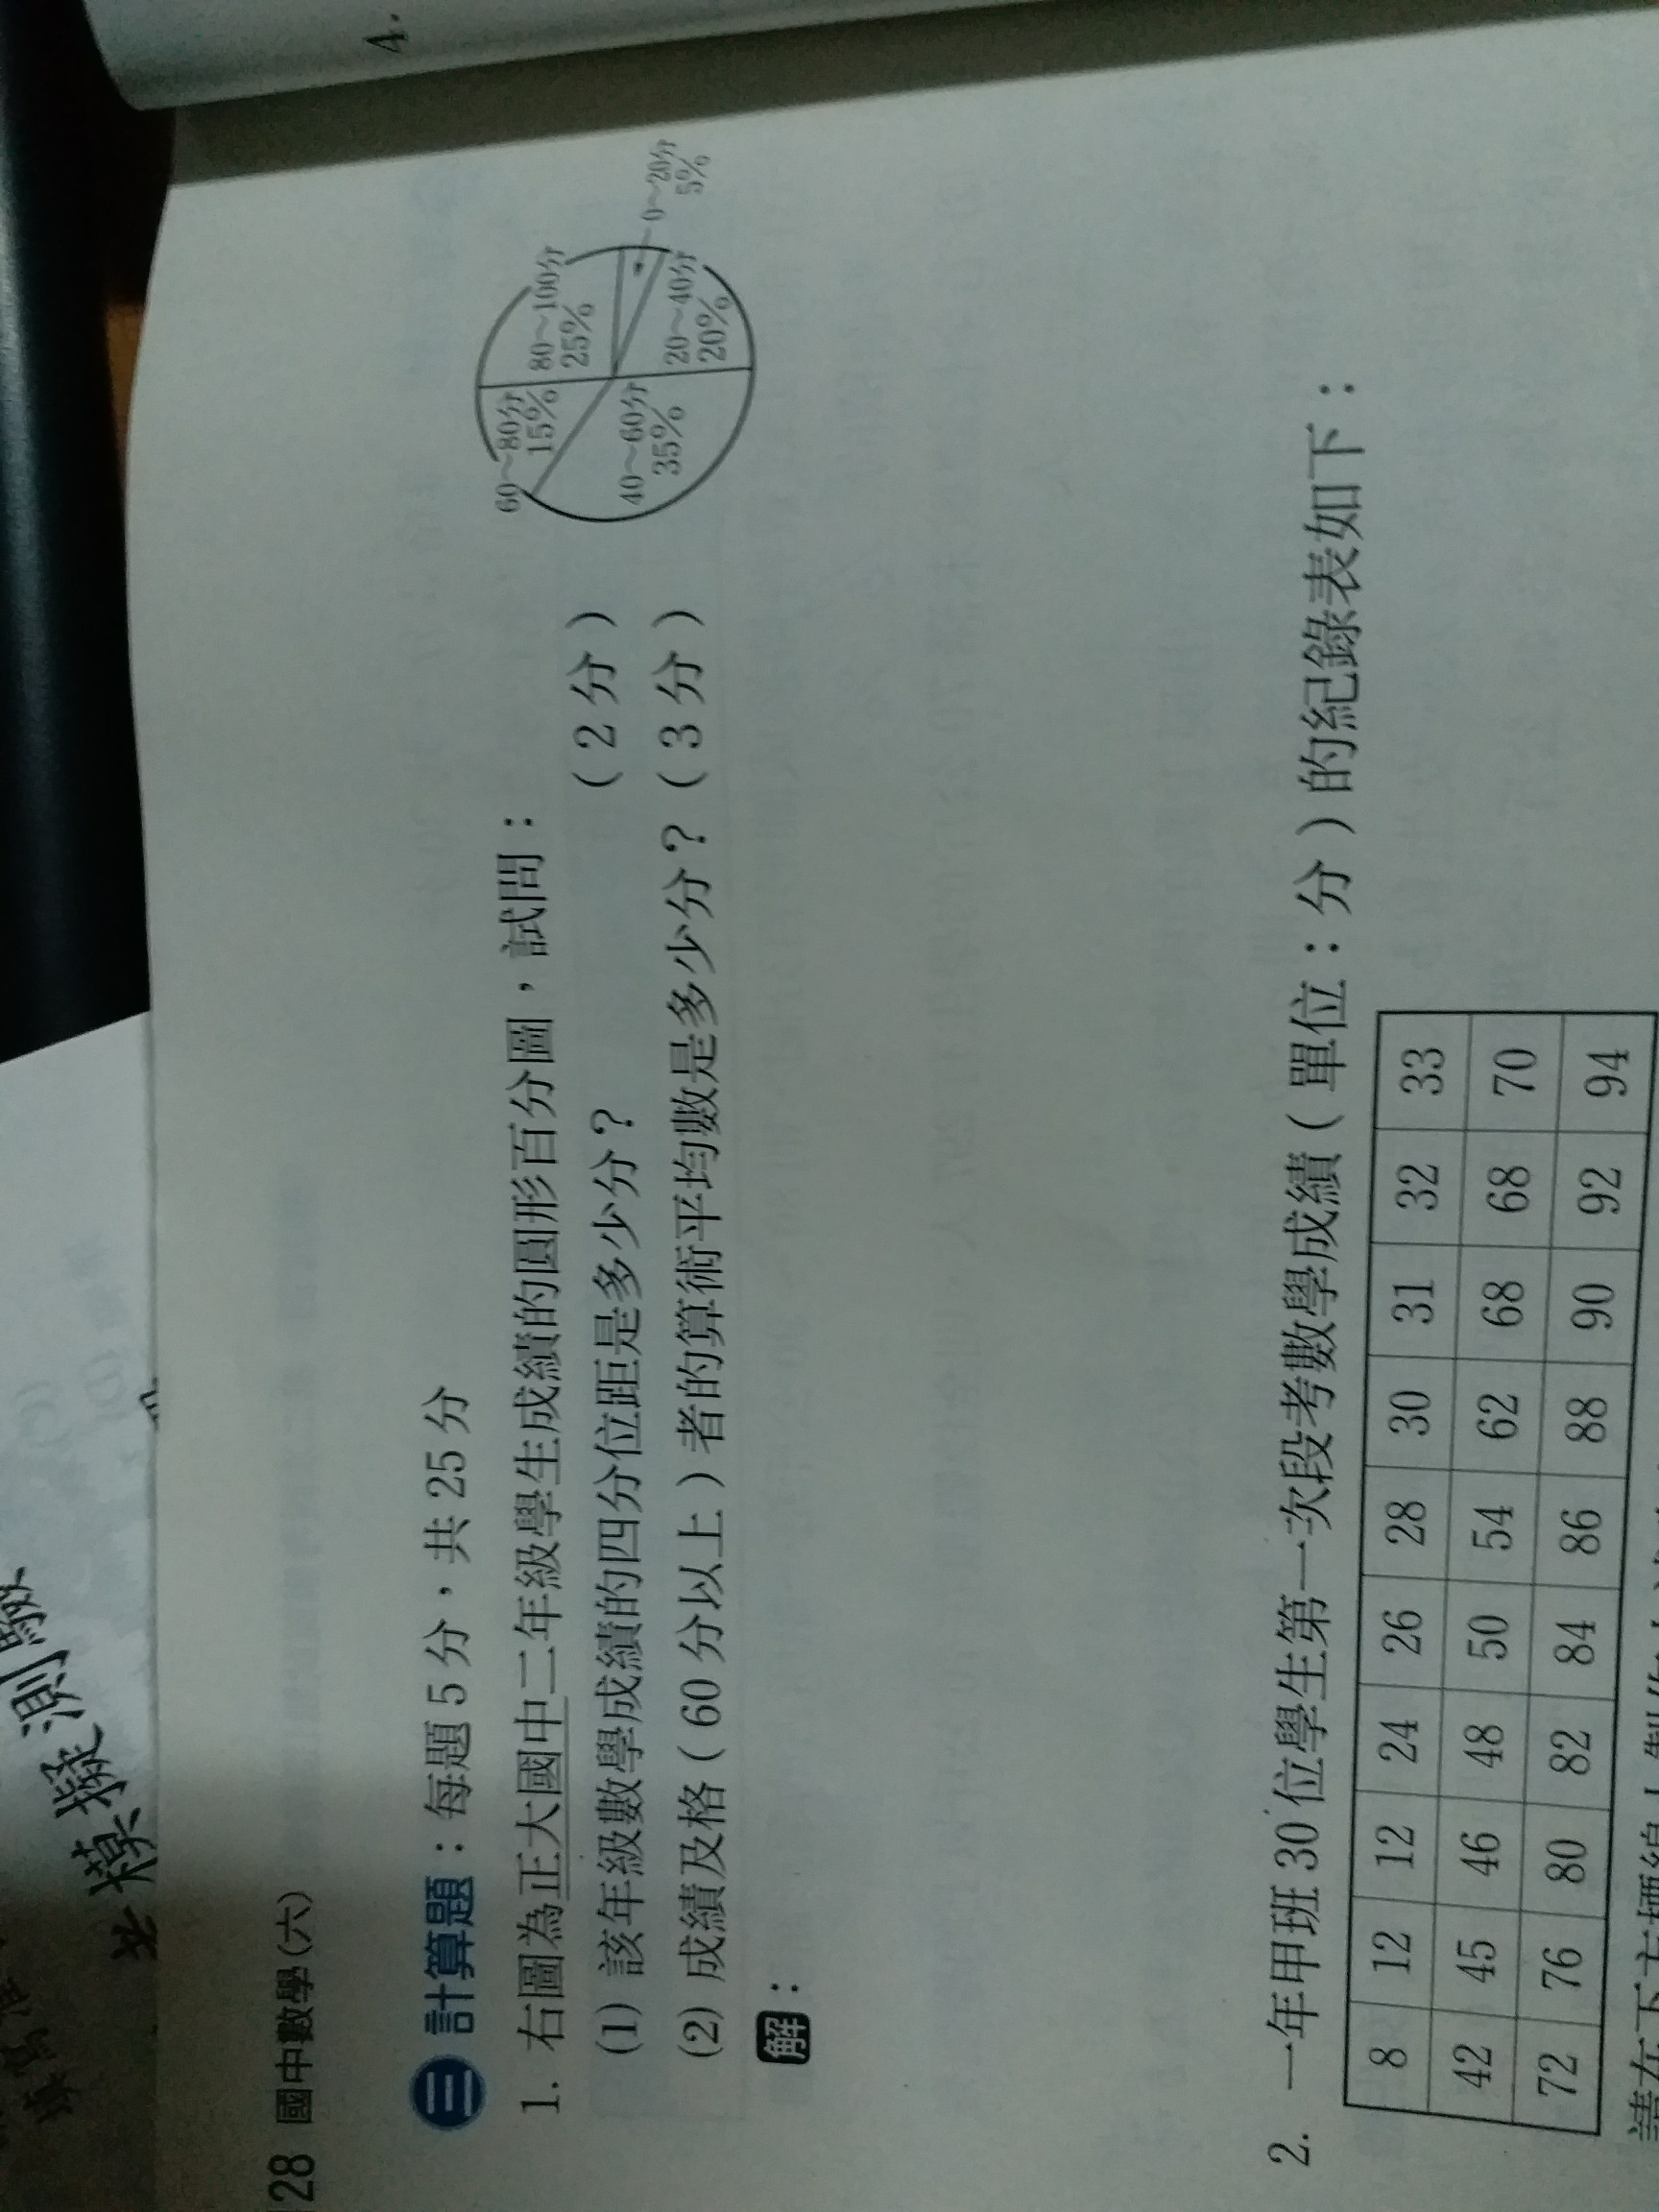 128 國中數學(六)
三 計算題：每題 5 分，共 25 分
1. 右圖為正大國中二年級學生成績的圓形百分圖，試問：
(1) 該年級數學成績的四分位距是多少分？ （2 分）
(2) 成績及格（60 分以上）者的算術平均數是多少分？（3 分）
60～80分
15%
80～100分
25%
0～20分
5%
40～60分
35%
20～40分
20%
解：
2. 一年甲班 30 位學生第一次段考數學成績（單位：分）的紀錄表如下：
8 12 12 24 26 28 30 31 32 33
42 45 46 48 50 54 62 68 68 70
72 76 80 82 84 86 88 90 92 94
4.
模擬測驗